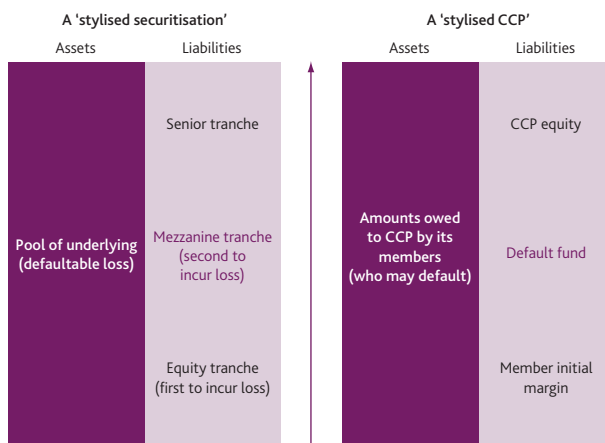 A ‘stylised securitisation’
Assets
Liabilities
Pool of underlying
(defaultable loss)
Senior tranche
Mezzanine tranche
(second to
incur loss)
Equity tranche
(first to incur loss)
A ‘stylised CCP’
Assets
Liabilities
Amounts owed
to CCP by its
members
(who may default)
CCP equity
Default fund
Member initial
margin